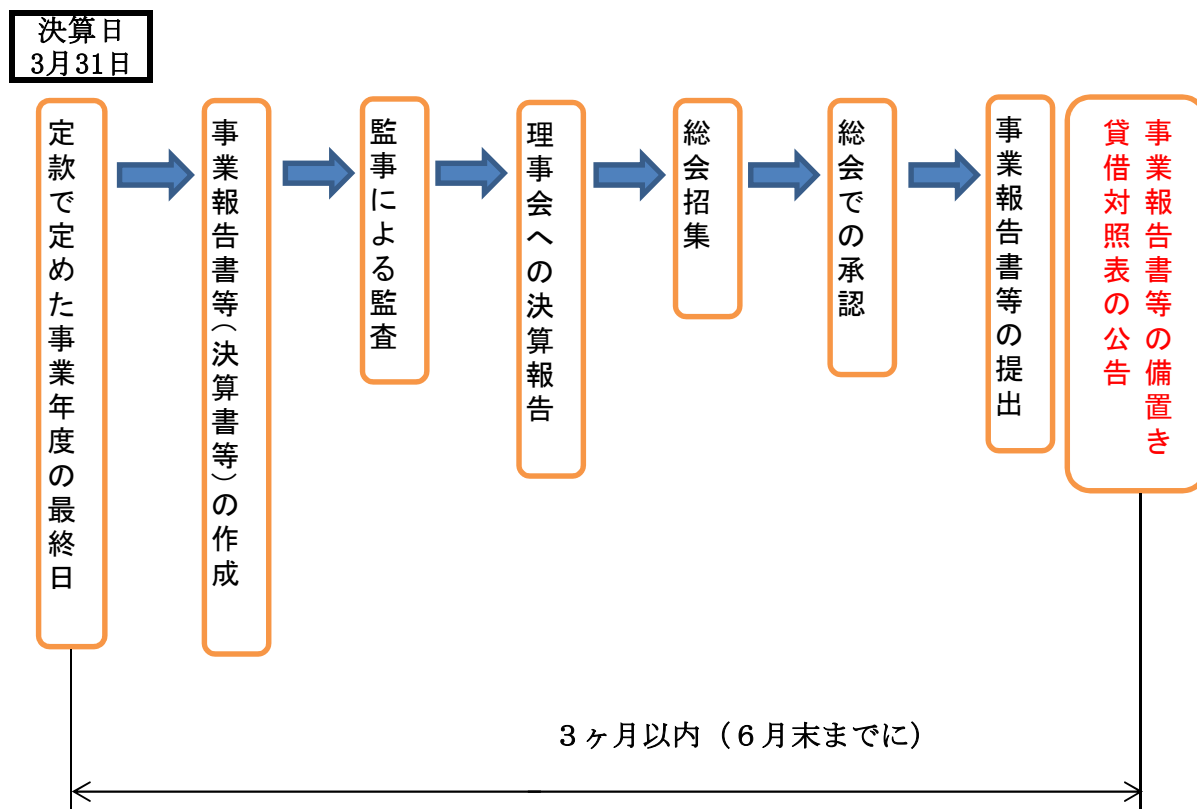 決算日
3月31日
定款で定めた事業年度の最終日
事業報告書等（決算書等）の作成
監事による監査
理事会への決算報告
総会招集
総会での承認
事業報告書等の提出
事業報告書等の備置き
貸借対照表の公告
３ヶ月以内（６月末までに）